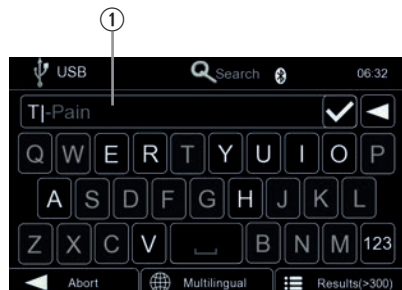 1
USB Search 06:32
T|-Pain
Q W E R T Y U I O P
A S D F G H J K L
Z X C V B N M 123
Abort Multilingual Results(>300)